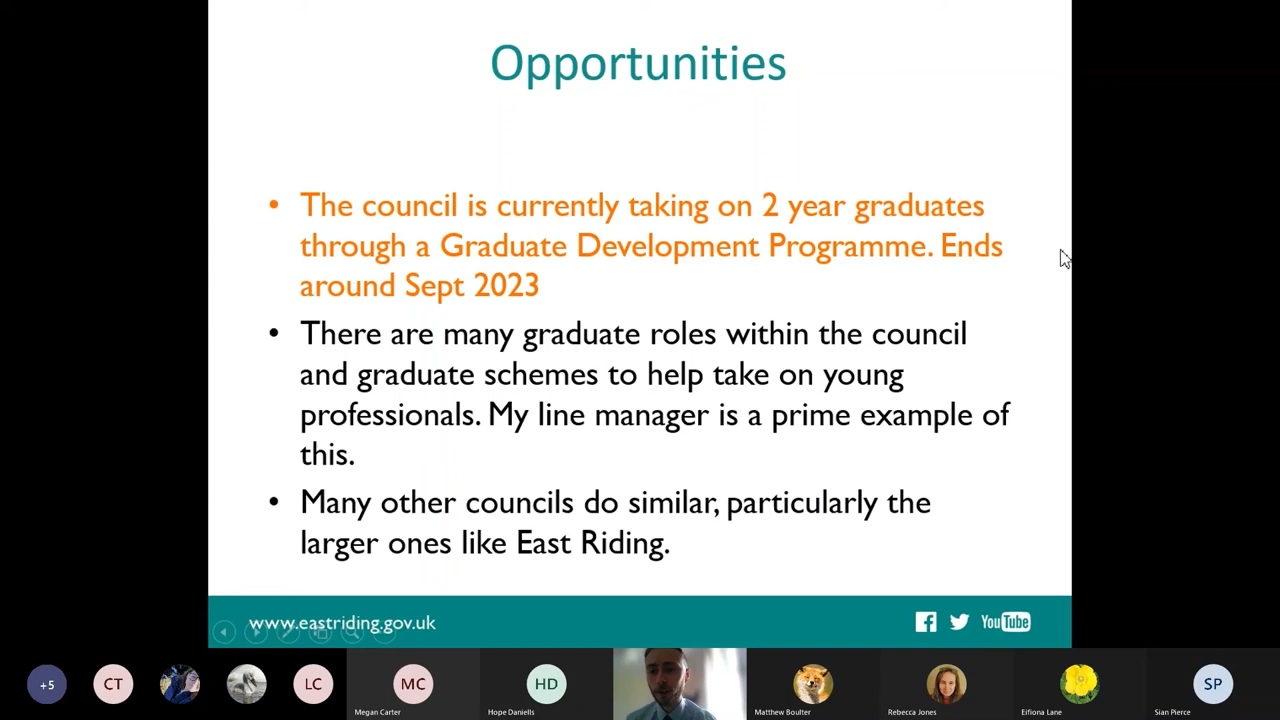 Opportunities
• The council is currently taking on 2 year graduates
through a Graduate Development Programme. Ends
around Sept 2023
• There are many graduate roles within the council
and graduate schemes to help take on young
professionals. My line manager is a prime example of
this.
• Many other councils do similar, particularly the
larger ones like East Riding.
www.eastriding.gov.uk
You Tube
+5
CT
LC
MC
HD
SP
Megan Carter
Hope Daniells
Matthew Boulter
Rebecca Jones
Eifiona Lane
Sian Pierce